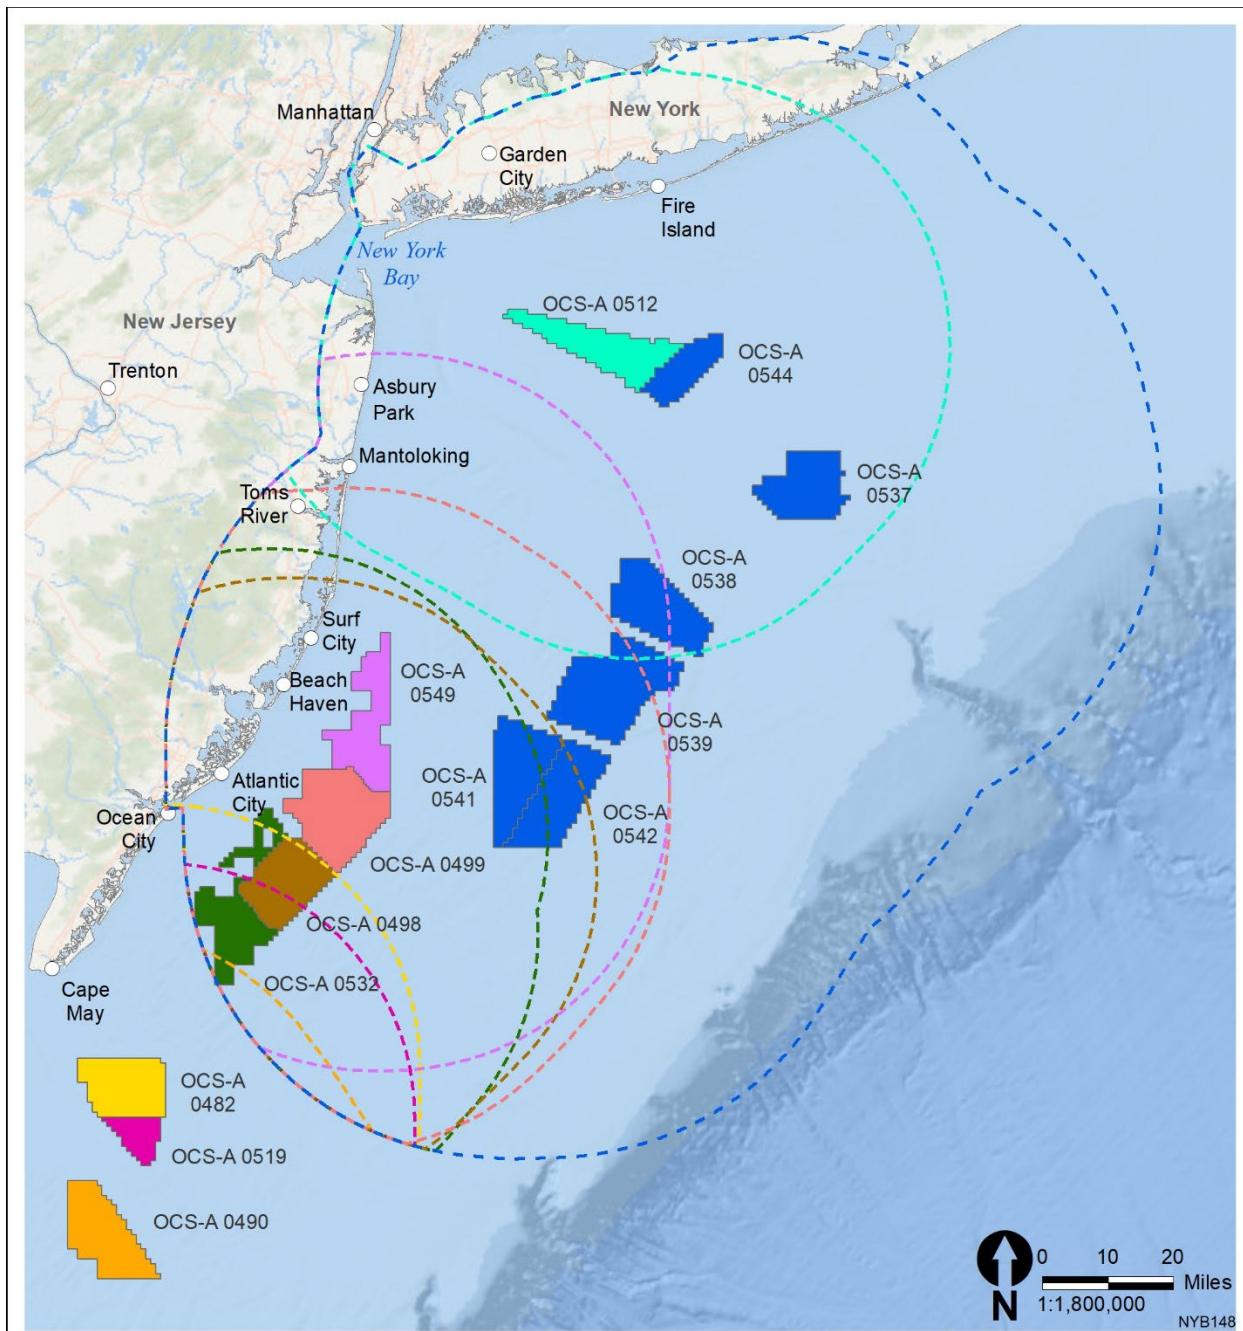 Manhattan
New York
Garden
City
Fire
Island
New York
Bay
OCS-A 0512
New Jersey
OCS-A
0544
Trenton
Asbury
Park
Mantoloking
OCS-A
0537
Toms
River
OCS-A
0538
Surf
City
OCS-A
0549
Beach
Haven
OCS-A
0539
Atlantic
City
OCS-A
0541
OCS-A
0542
Ocean
City
OCS-A 0499
OCS-A 0498
OCS-A 0532
Cape
May
OCS-A
0482
OCS-A 0519
OCS-A 0490
N
0 10 20
Miles
1:1,800,000
NYB148